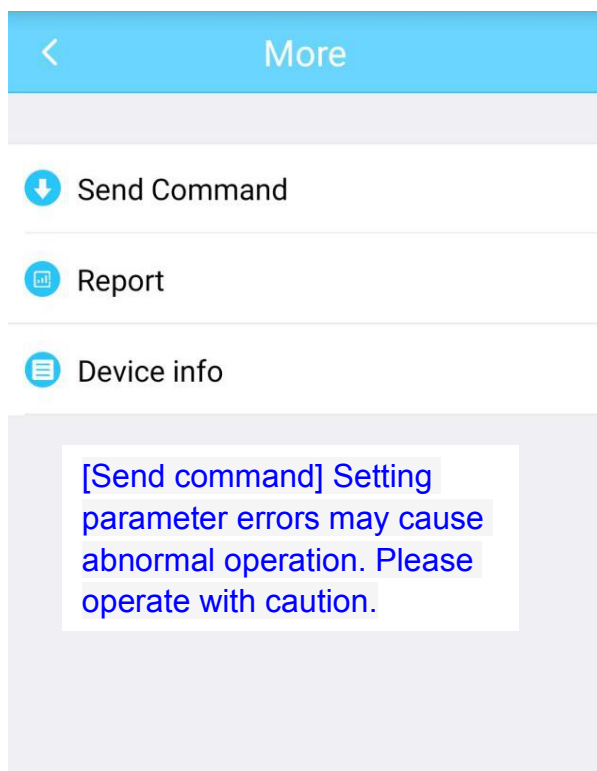 More
Send Command
Report
Device info
[Send command] Setting
parameter errors may cause
abnormal operation. Please
operate with caution.